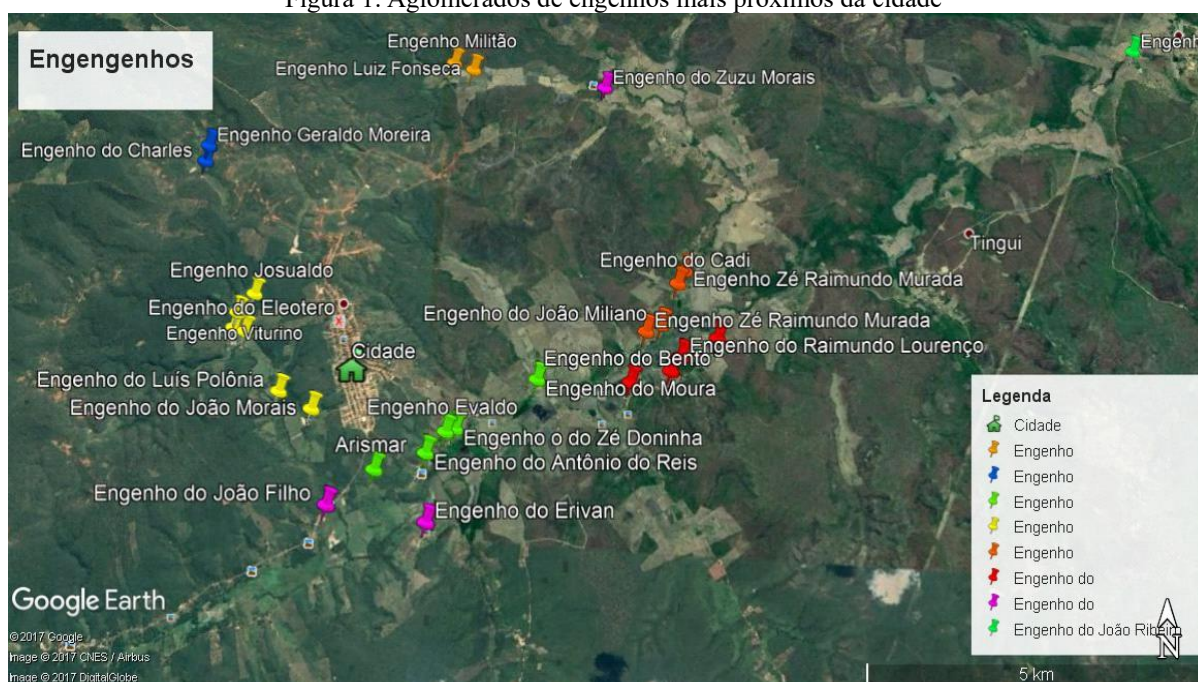 Figura 1: Aglomerados de engenhos mais próximos da cidade
Engengenhos
Engenho Militão
Engenho Luiz Fonseca
Engenho do Zuzu Morais
Engenh
Engenho Geraldo Moreira
Engenho do Charles
Tingui
Engenho do Cadi
Engenho Zé Raimundo Murada
Engenho Josualdo
Engenho do Eleotero
Engenho Viturino
Engenho do João Miliano
Engenho Zé Raimundo Murada
Engenho do Raimundo Lourenço
Cidade
Engenho do Bento
Engenho do Moura
Engenho do Luís Polônia
Engenho do João Morais
Engenho Evaldo
Engenho o do Zé Doninha
Arismar
Engenho do Antônio do Reis
Engenho do João Filho
Engenho do Erivan
Legenda
Cidade
Engenho
Engenho
Engenho
Engenho
Engenho
Engenho do
Engenho do
Engenho do João Ribeiro
N
Google Earth
©2017 Google
Image © 2017 CNES / Airbus
Image © 2017 DigitalGlobe
5 km